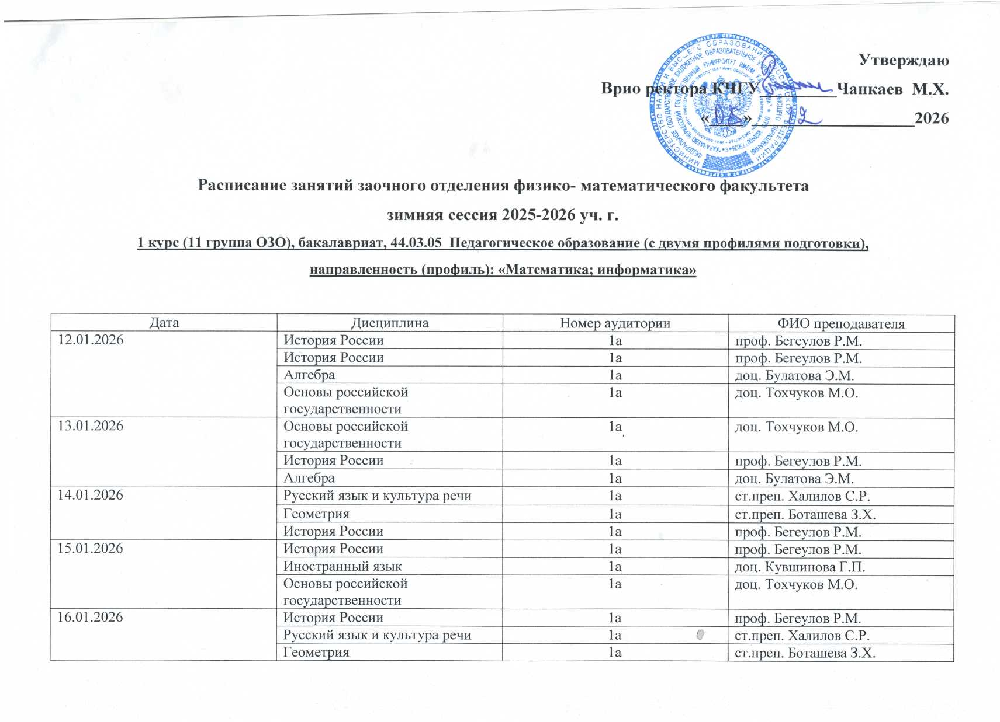 Утверждаю
Врио ректора КЧГУ__________Чанкаев М.Х.
«08»____12____2026
Расписание занятий заочного отделения физико- математического факультета
зимняя сессия 2025-2026 уч. г.
1 курс (11 группа ОЗО), бакалавриат, 44.03.05 Педагогическое образование (с двумя профилями подготовки),
направленность (профиль): «Математика; информатика»
Дата Дисциплина Номер аудитории ФИО преподавателя
12.01.2026 История России 1а проф. Бегеулов Р.М.
История России 1а проф. Бегеулов Р.М.
Алгебра 1а доц. Булатова Э.М.
Основы российской 1а доц. Тохчуков М.О.
государственности
13.01.2026 Основы российской 1а доц. Тохчуков М.О.
государственности
История России 1а проф. Бегеулов Р.М.
Алгебра 1а доц. Булатова Э.М.
14.01.2026 Русский язык и культура речи 1а ст.преп. Халилов С.Р.
Геометрия 1а ст.преп. Боташева З.Х.
История России 1а проф. Бегеулов Р.М.
15.01.2026 История России 1а проф. Бегеулов Р.М.
Иностранный язык 1а доц. Кувшинова Г.П.
Основы российской 1а доц. Тохчуков М.О.
государственности
16.01.2026 История России 1а проф. Бегеулов Р.М.
Русский язык и культура речи 1а ст.преп. Халилов С.Р.
Геометрия 1а ст.преп. Боташева З.Х.